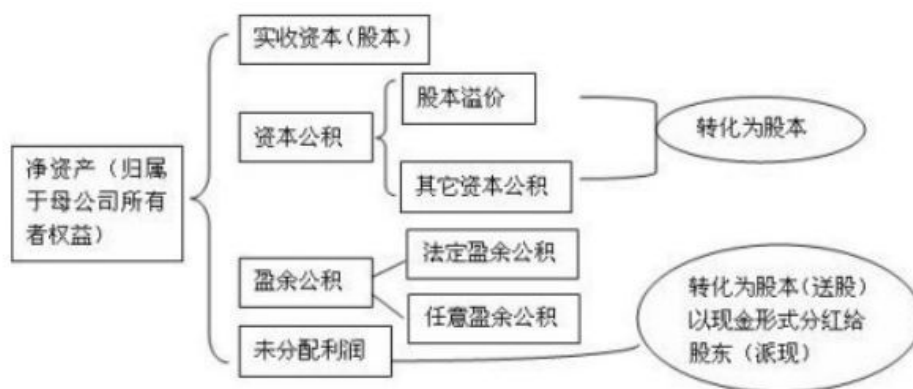 实收资本(股本)
股本溢价
资本公积
转化为股本
其它资本公积
净资产（归属
于母公司所有
者权益）
法定盈余公积
盈余公积
任意盈余公积
未分配利润
转化为股本(送股)
以现金形式分红给
股东（派现）